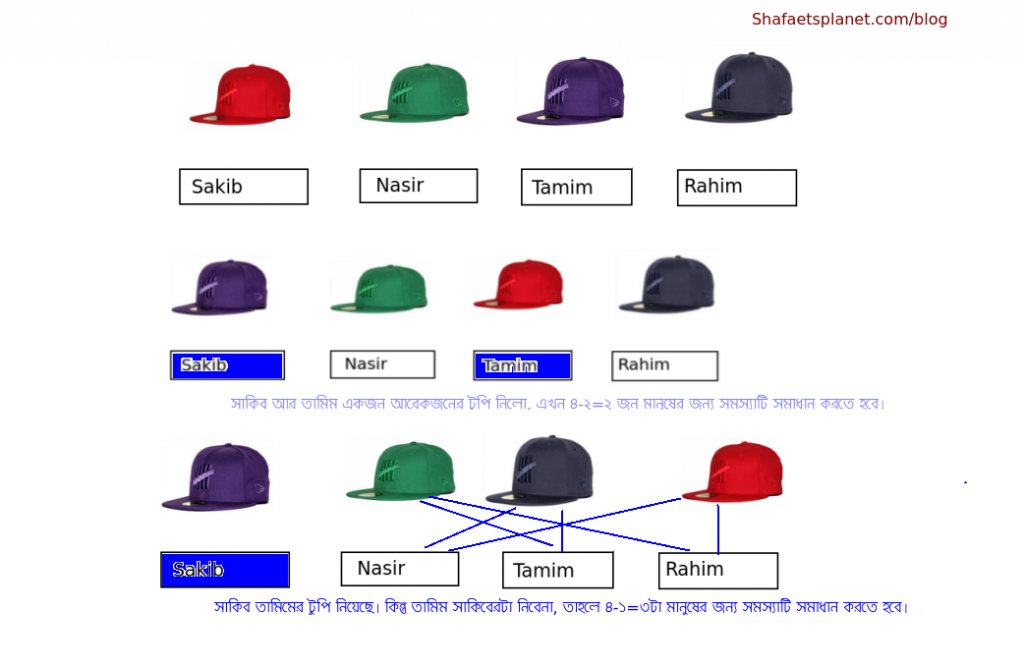 Shafaetsplanet.com/blog
Sakib Nasir Tamim Rahim
Sakib Nasir Tamim Rahim
সাকিব আর তামিম একজন আরেকজনের টপি নিলো. এখন ৪-২=২ জন মানুষের জন্য সমস্যাটি সমাধান করতে হবে।
Sakib Nasir Tamim Rahim
সাকিব তামিমের টুপি নিয়েছে। কিন্তু তামিম সাকিবেরটা নিবেনা, তাহলে ৪-১=৩টা মানুষের জন্য সমস্যাটি সমাধান করতে হবে।